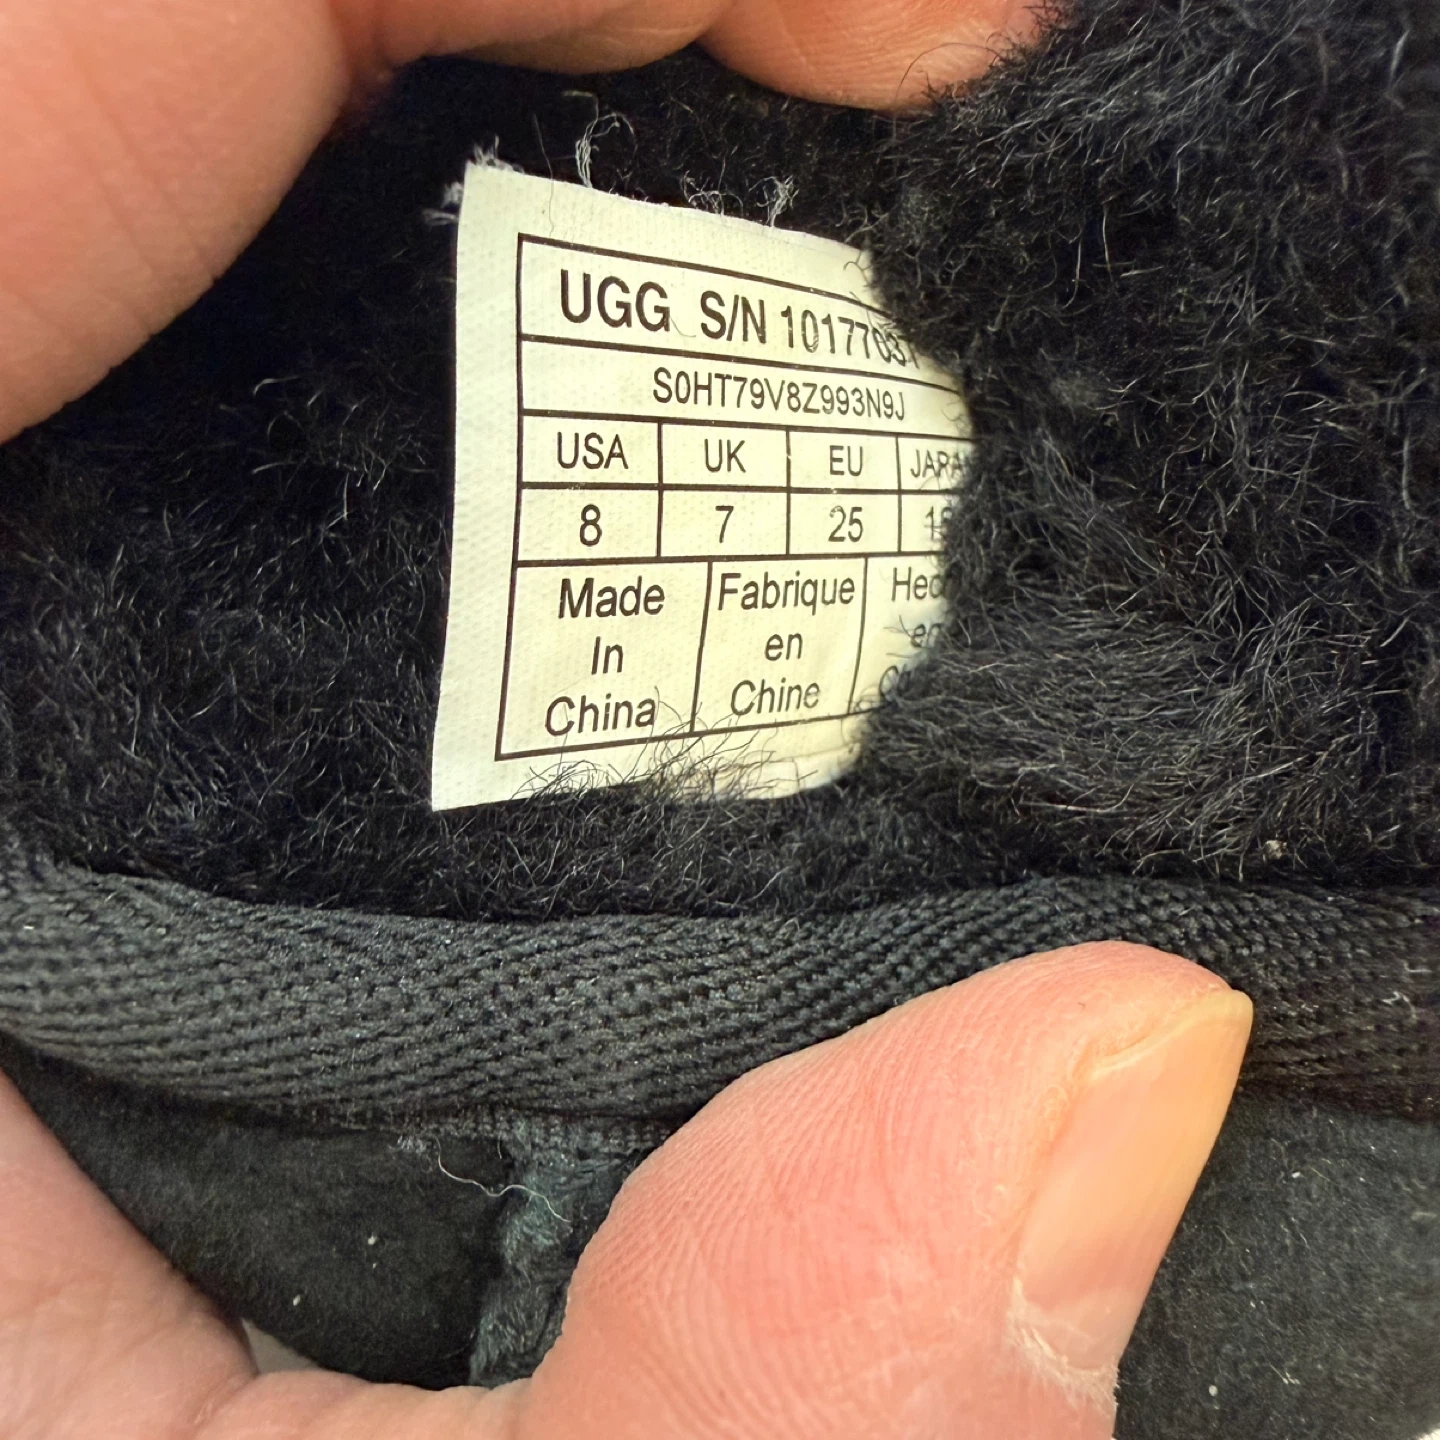 UGG S/N 1017703
S0HT79V8Z993N9J
USA UK EU
8 7 25
Made Fabrique
In en
China Chine